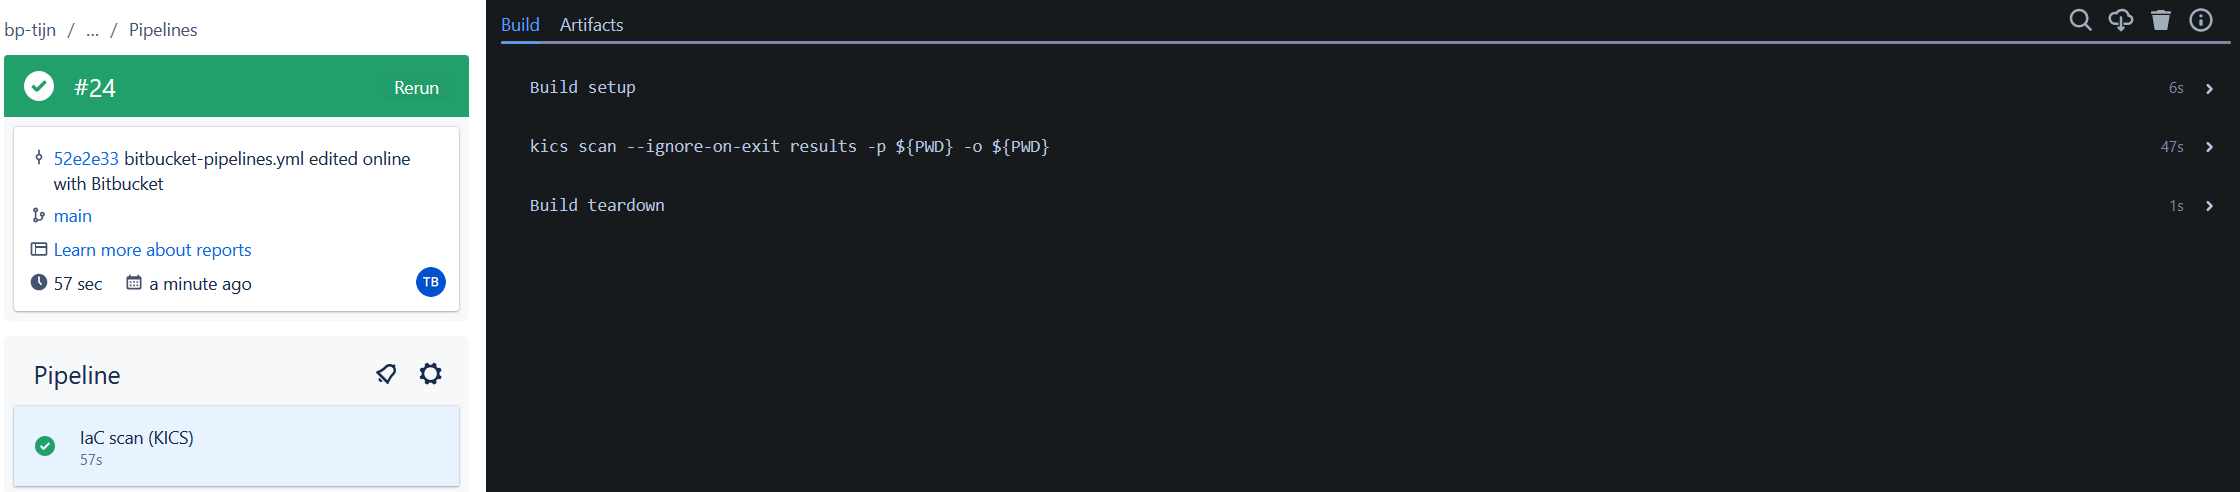 bp-tijn / ... / Pipelines
#24
Rerun
52e2e33 bitbucket-pipelines.yml edited online
with Bitbucket
main
Learn more about reports
57 sec a minute ago TB
Pipeline
IaC scan (KICS)
57s
Build Artifacts
Build setup 6s
kics scan --ignore-on-exit results -p ${PWD} -o ${PWD} 47s
Build teardown 1s